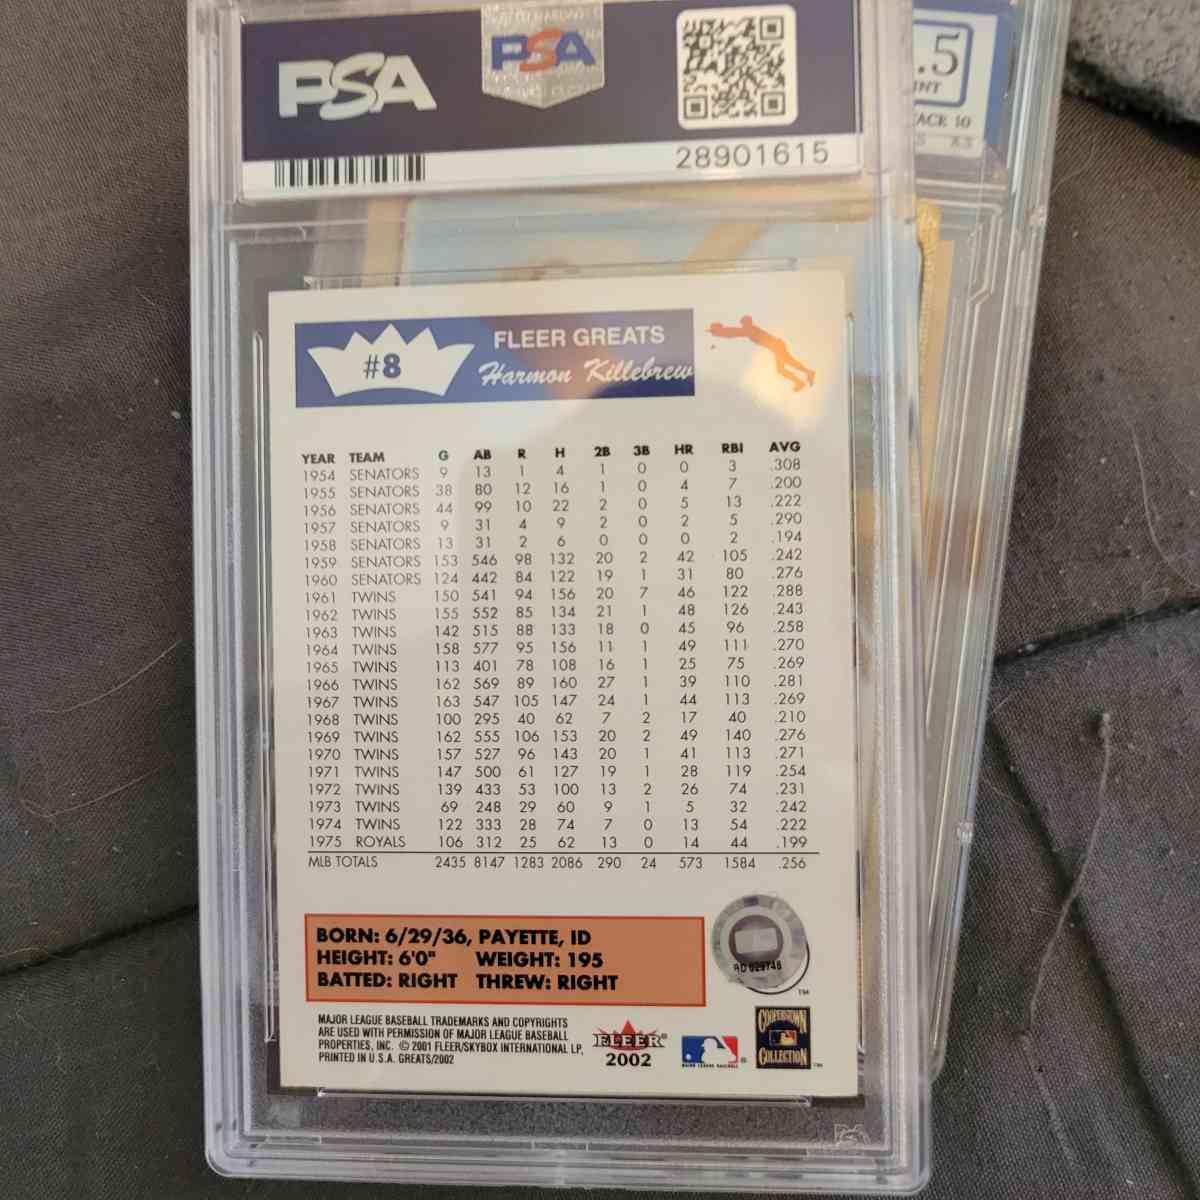 PSA
PSA
28901615
.5
INT
FACE 10
8.5
#8
FLEER GREATS
Harmon Killebrew
YEAR TEAM G AB R H 2B 3B HR RBI AVG
1954 SENATORS 9 13 1 4 1 0 0 3 .308
1955 SENATORS 38 80 12 16 1 0 4 7 .200
1956 SENATORS 44 99 10 22 2 0 5 13 .222
1957 SENATORS 9 31 4 9 2 0 2 5 .290
1958 SENATORS 13 31 2 6 0 0 0 2 .194
1959 SENATORS 153 546 98 132 20 2 42 105 .242
1960 SENATORS 124 442 84 122 19 1 31 80 .276
1961 TWINS 150 541 94 156 20 7 46 122 .288
1962 TWINS 155 552 85 134 21 1 48 126 .243
1963 TWINS 142 515 88 133 18 0 45 96 .258
1964 TWINS 158 577 95 156 11 1 49 111 .270
1965 TWINS 113 401 78 108 16 1 25 75 .269
1966 TWINS 162 569 89 160 27 1 39 110 .281
1967 TWINS 163 547 105 147 24 1 44 113 .269
1968 TWINS 100 295 40 62 7 2 17 40 .210
1969 TWINS 162 555 106 153 20 2 49 140 .276
1970 TWINS 157 527 96 143 20 1 41 113 .271
1971 TWINS 147 500 61 127 19 1 28 119 .254
1972 TWINS 139 433 53 100 13 2 26 74 .231
1973 TWINS 69 248 29 60 9 1 5 32 .242
1974 TWINS 122 333 28 74 7 0 13 54 .222
1975 ROYALS 106 312 25 62 13 0 14 44 .199
MLB TOTALS 2435 8147 1283 2086 290 24 573 1584 .256
BORN: 6/29/36, PAYETTE, ID
HEIGHT: 6'0" WEIGHT: 195
BATTED: RIGHT THREW: RIGHT
RD 029748
TM
MAJOR LEAGUE BASEBALL TRADEMARKS AND COPYRIGHTS
ARE USED WITH PERMISSION OF MAJOR LEAGUE BASEBALL
PROPERTIES, INC. © 2001 FLEER/SKYBOX INTERNATIONAL LP,
PRINTED IN U.S.A. GREATS/2002
FLEER®
2002
MAJOR LEAGUE BASEBALL ®
COOPERSTOWN
COLLECTION
TM